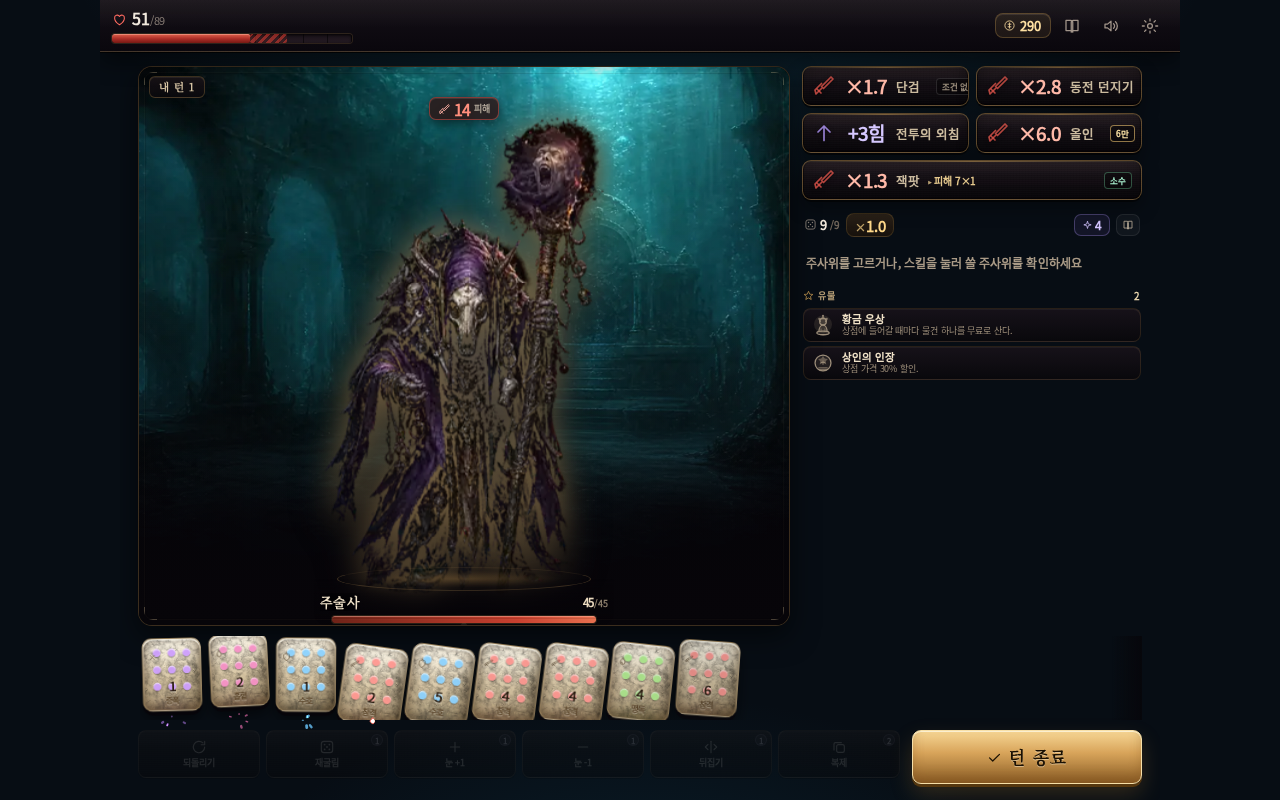 51/89
290
내 턴 1
14 피해
×1.7 단검 조건 없
×2.8 동전 던지기
+3힘 전투의 외침
×6.0 올인 6만
×1.3 잭팟 ▸피해 7×1 소수
9/9 ×1.0 4
주사위를 고르거나, 스킬을 눌러 쓸 주사위를 확인하세요
유물 2
황금 우상
상점에 들어갈 때마다 물건 하나를 무료로 산다.
상인의 인장
상점 가격 30% 할인.
주술사 45/45
1 2 1 2 5 4 4 4 6
되돌리기
재굴림 1
눈 +1 1
눈 -1 1
뒤집기 1
복제 2
턴 종료